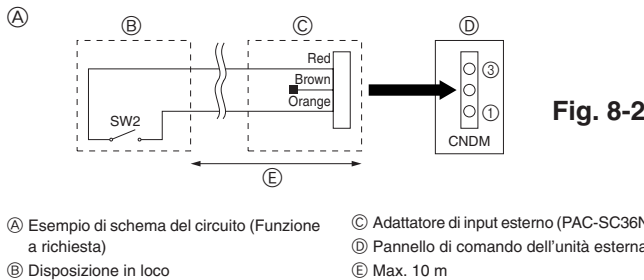 Ⓐ
Ⓑ Ⓒ Ⓓ
Red
Brown
Orange
SW2
Ⓔ
③
①
CNDM
Fig. 8-2
Ⓐ Esempio di schema del circuito (Funzione
a richiesta)
Ⓑ Disposizione in loco
Ⓒ Adattatore di input esterno (PAC-SC36N
Ⓓ Pannello di comando dell'unità esterna
Ⓔ Max. 10 m